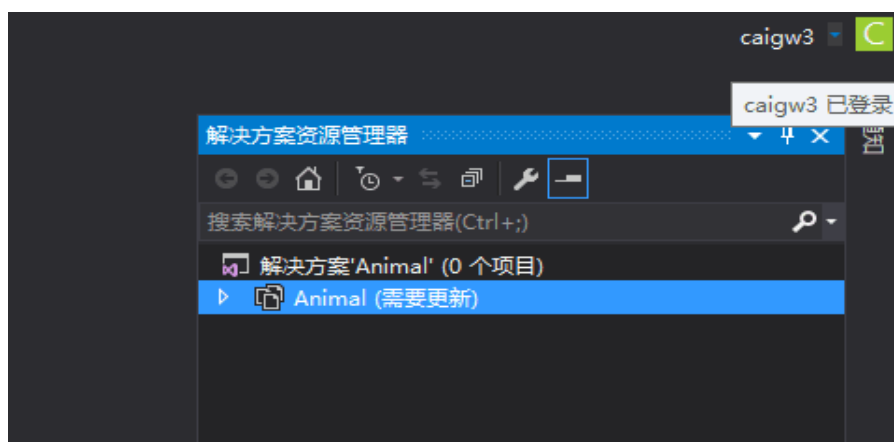 caigw3 C
caigw3 已登录
解决方案资源管理器
搜索解决方案资源管理器(Ctrl+;)
解决方案'Animal' (0 个项目)
Animal (需要更新)